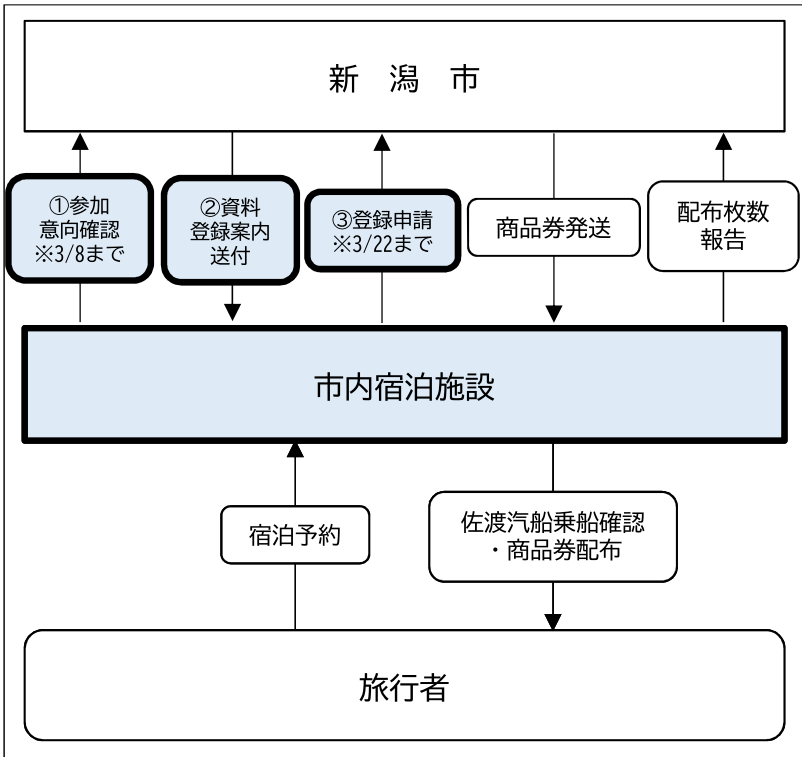 新　潟　市
①参加
意向確認
※3/8まで
②資料
登録案内
送付
③登録申請
※3/22まで
商品券発送
配布枚数
報告
市内宿泊施設
宿泊予約
佐渡汽船乗船確認
・商品券配布
旅行者